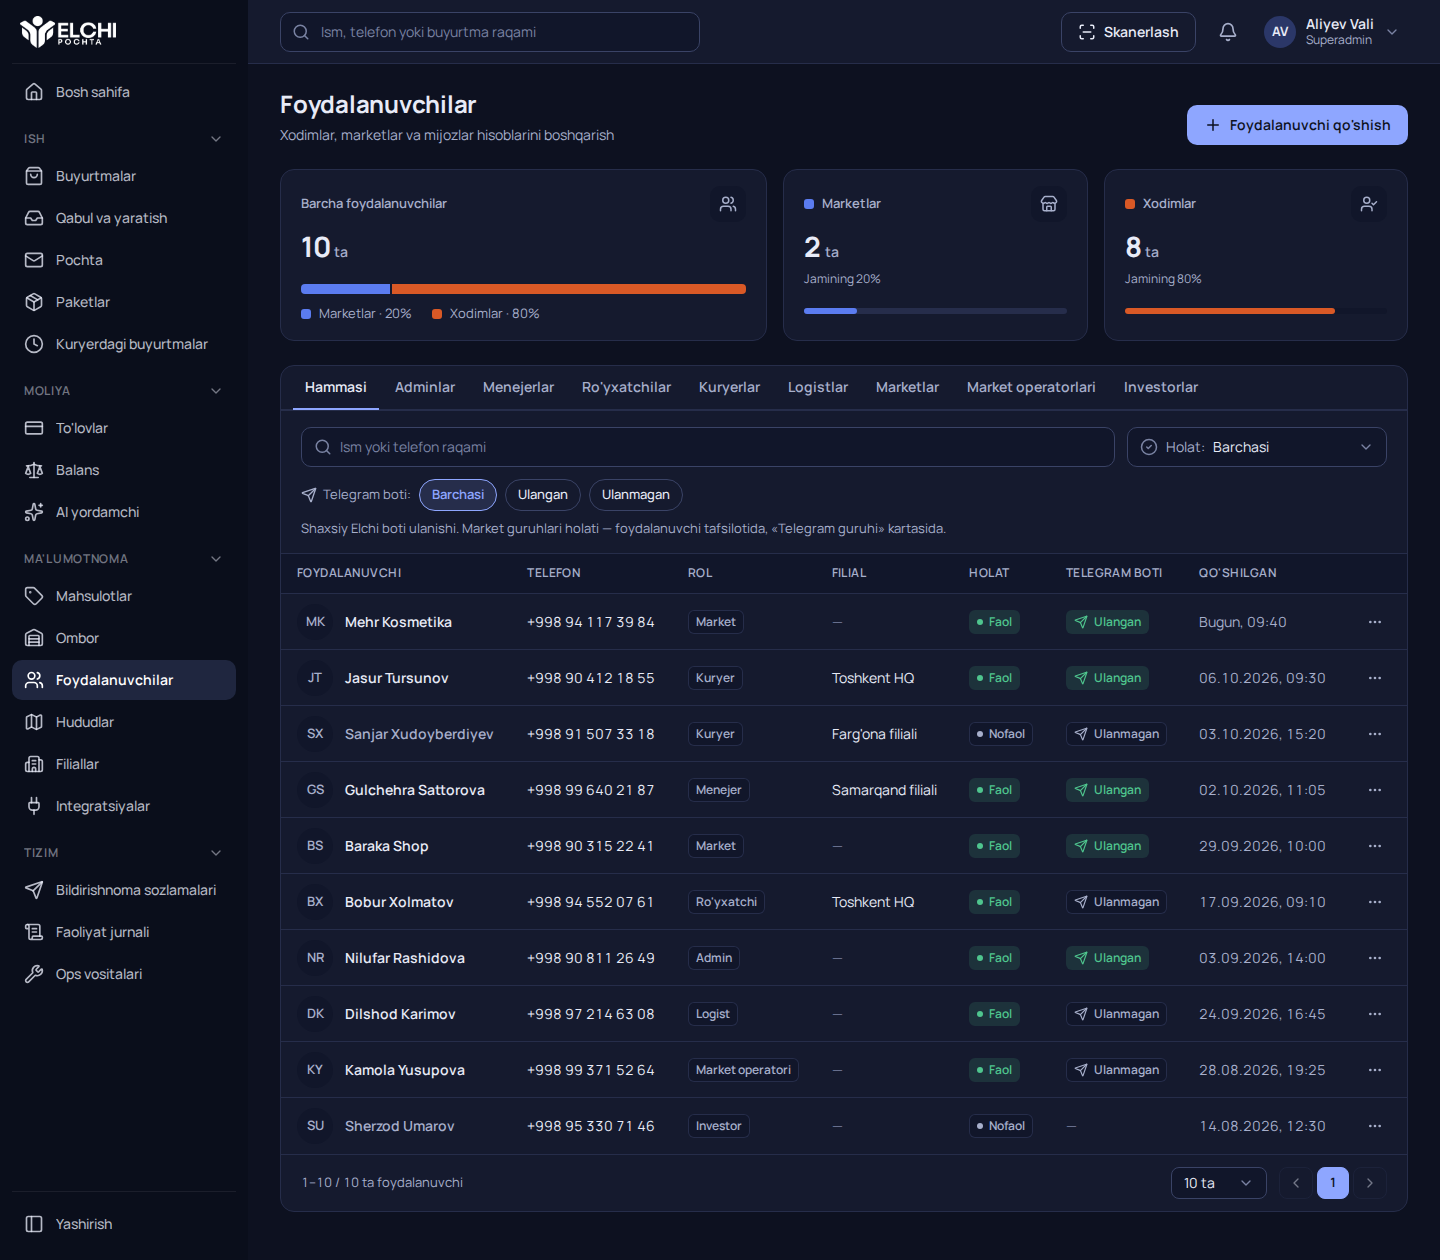 ELCHI
POCHTA
Ism, telefon yoki buyurtma raqami
Skanerlash
AV
Aliyev Vali
Superadmin
Bosh sahifa
ISH
Buyurtmalar
Qabul va yaratish
Pochta
Paketlar
Kuryerdagi buyurtmalar
MOLIYA
To'lovlar
Balans
AI yordamchi
MA'LUMOTNOMA
Mahsulotlar
Ombor
Foydalanuvchilar
Hududlar
Filiallar
Integratsiyalar
TIZIM
Bildirishnoma sozlamalari
Faoliyat jurnali
Ops vositalari
Yashirish
Foydalanuvchilar
Xodimlar, marketlar va mijozlar hisoblarini boshqarish
Foydalanuvchi qo'shish
Barcha foydalanuvchilar
10 ta
Marketlar · 20% Xodimlar · 80%
Marketlar
2 ta
Jamining 20%
Xodimlar
8 ta
Jamining 80%
Hammasi Adminlar Menejerlar Ro'yxatchilar Kuryerlar Logistlar Marketlar Market operatorlari Investorlar
Ism yoki telefon raqami
Holat: Barchasi
Telegram boti: Barchasi Ulangan Ulanmagan
Shaxsiy Elchi boti ulanishi. Market guruhlari holati — foydalanuvchi tafsilotida, «Telegram guruhi» kartasida.
FOYDALANUVCHI TELEFON ROL FILIAL HOLAT TELEGRAM BOTI QO'SHILGAN
MK Mehr Kosmetika +998 94 117 39 84 Market — Faol Ulangan Bugun, 09:40
JT Jasur Tursunov +998 90 412 18 55 Kuryer Toshkent HQ Faol Ulangan 06.10.2026, 09:30
SX Sanjar Xudoyberdiyev +998 91 507 33 18 Kuryer Farg'ona filiali Nofaol Ulanmagan 03.10.2026, 15:20
GS Gulchehra Sattorova +998 99 640 21 87 Menejer Samarqand filiali Faol Ulangan 02.10.2026, 11:05
BS Baraka Shop +998 90 315 22 41 Market — Faol Ulangan 29.09.2026, 10:00
BX Bobur Xolmatov +998 94 552 07 61 Ro'yxatchi Toshkent HQ Faol Ulanmagan 17.09.2026, 09:10
NR Nilufar Rashidova +998 90 811 26 49 Admin — Faol Ulangan 03.09.2026, 14:00
DK Dilshod Karimov +998 97 214 63 08 Logist — Faol Ulanmagan 24.09.2026, 16:45
KY Kamola Yusupova +998 99 371 52 64 Market operatori — Faol Ulanmagan 28.08.2026, 19:25
SU Sherzod Umarov +998 95 330 71 46 Investor — Nofaol — 14.08.2026, 12:30
1–10 / 10 ta foydalanuvchi
10 ta
1